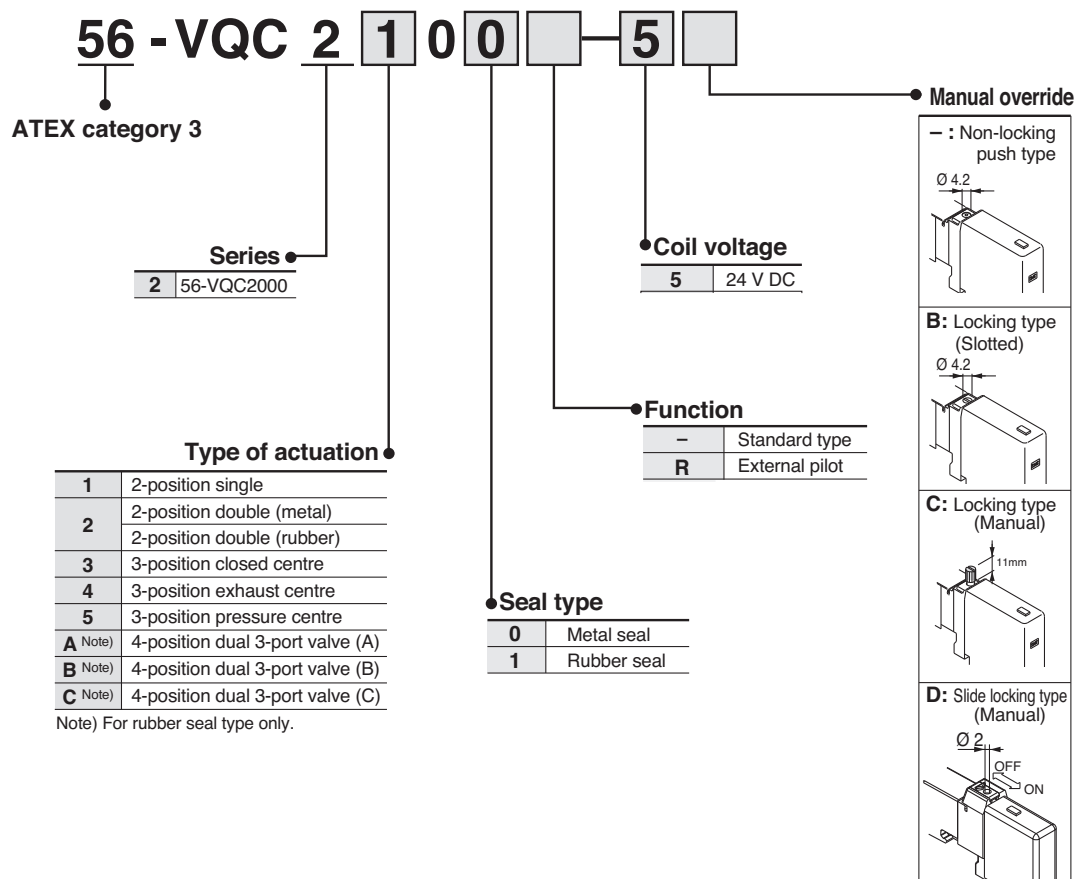 56 - VQC 2 1 0 0 – 5
ATEX category 3
Series
2 56-VQC2000
Type of actuation
1 2-position single
2 2-position double (metal)
2-position double (rubber)
3 3-position closed centre
4 3-position exhaust centre
5 3-position pressure centre
A Note) 4-position dual 3-port valve (A)
B Note) 4-position dual 3-port valve (B)
C Note) 4-position dual 3-port valve (C)
Note) For rubber seal type only.
Seal type
0 Metal seal
1 Rubber seal
Function
– Standard type
R External pilot
Coil voltage
5 24 V DC
Manual override
– : Non-locking
push type
Ø 4.2
B: Locking type
(Slotted)
Ø 4.2
C: Locking type
(Manual)
11mm
D: Slide locking type
(Manual)
Ø 2
OFF
ON